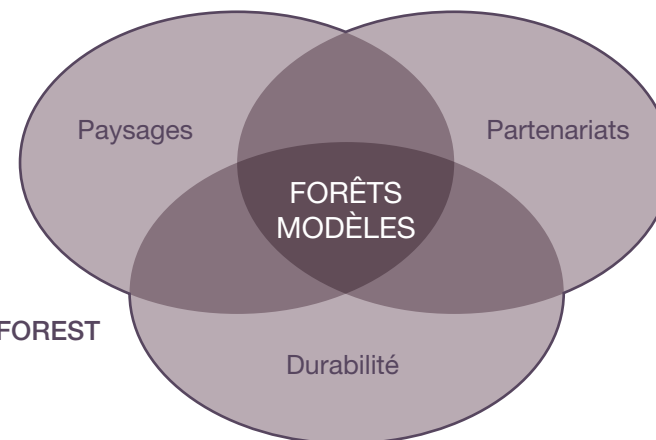 Paysages
Partenariats
FORÊTS
MODÈLES
FOREST
Durabilité